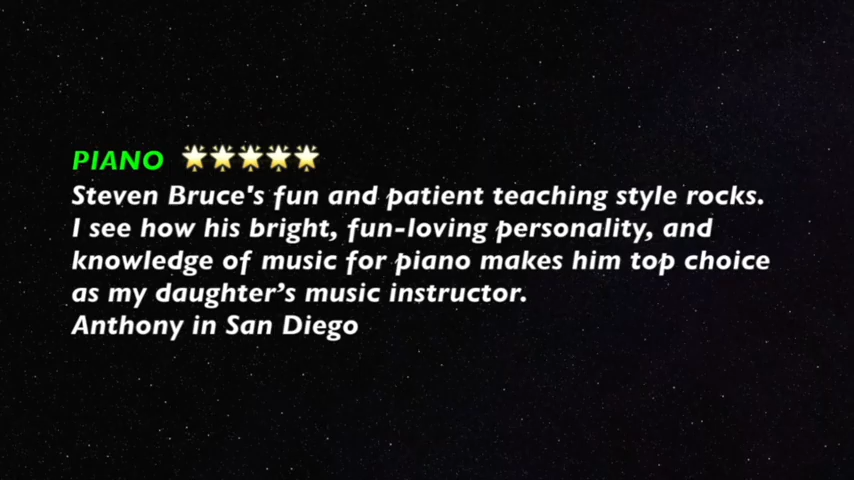 PIANO 🌟🌟🌟🌟🌟
Steven Bruce's fun and patient teaching style rocks.
I see how his bright, fun-loving personality, and
knowledge of music for piano makes him top choice
as my daughter’s music instructor.
Anthony in San Diego